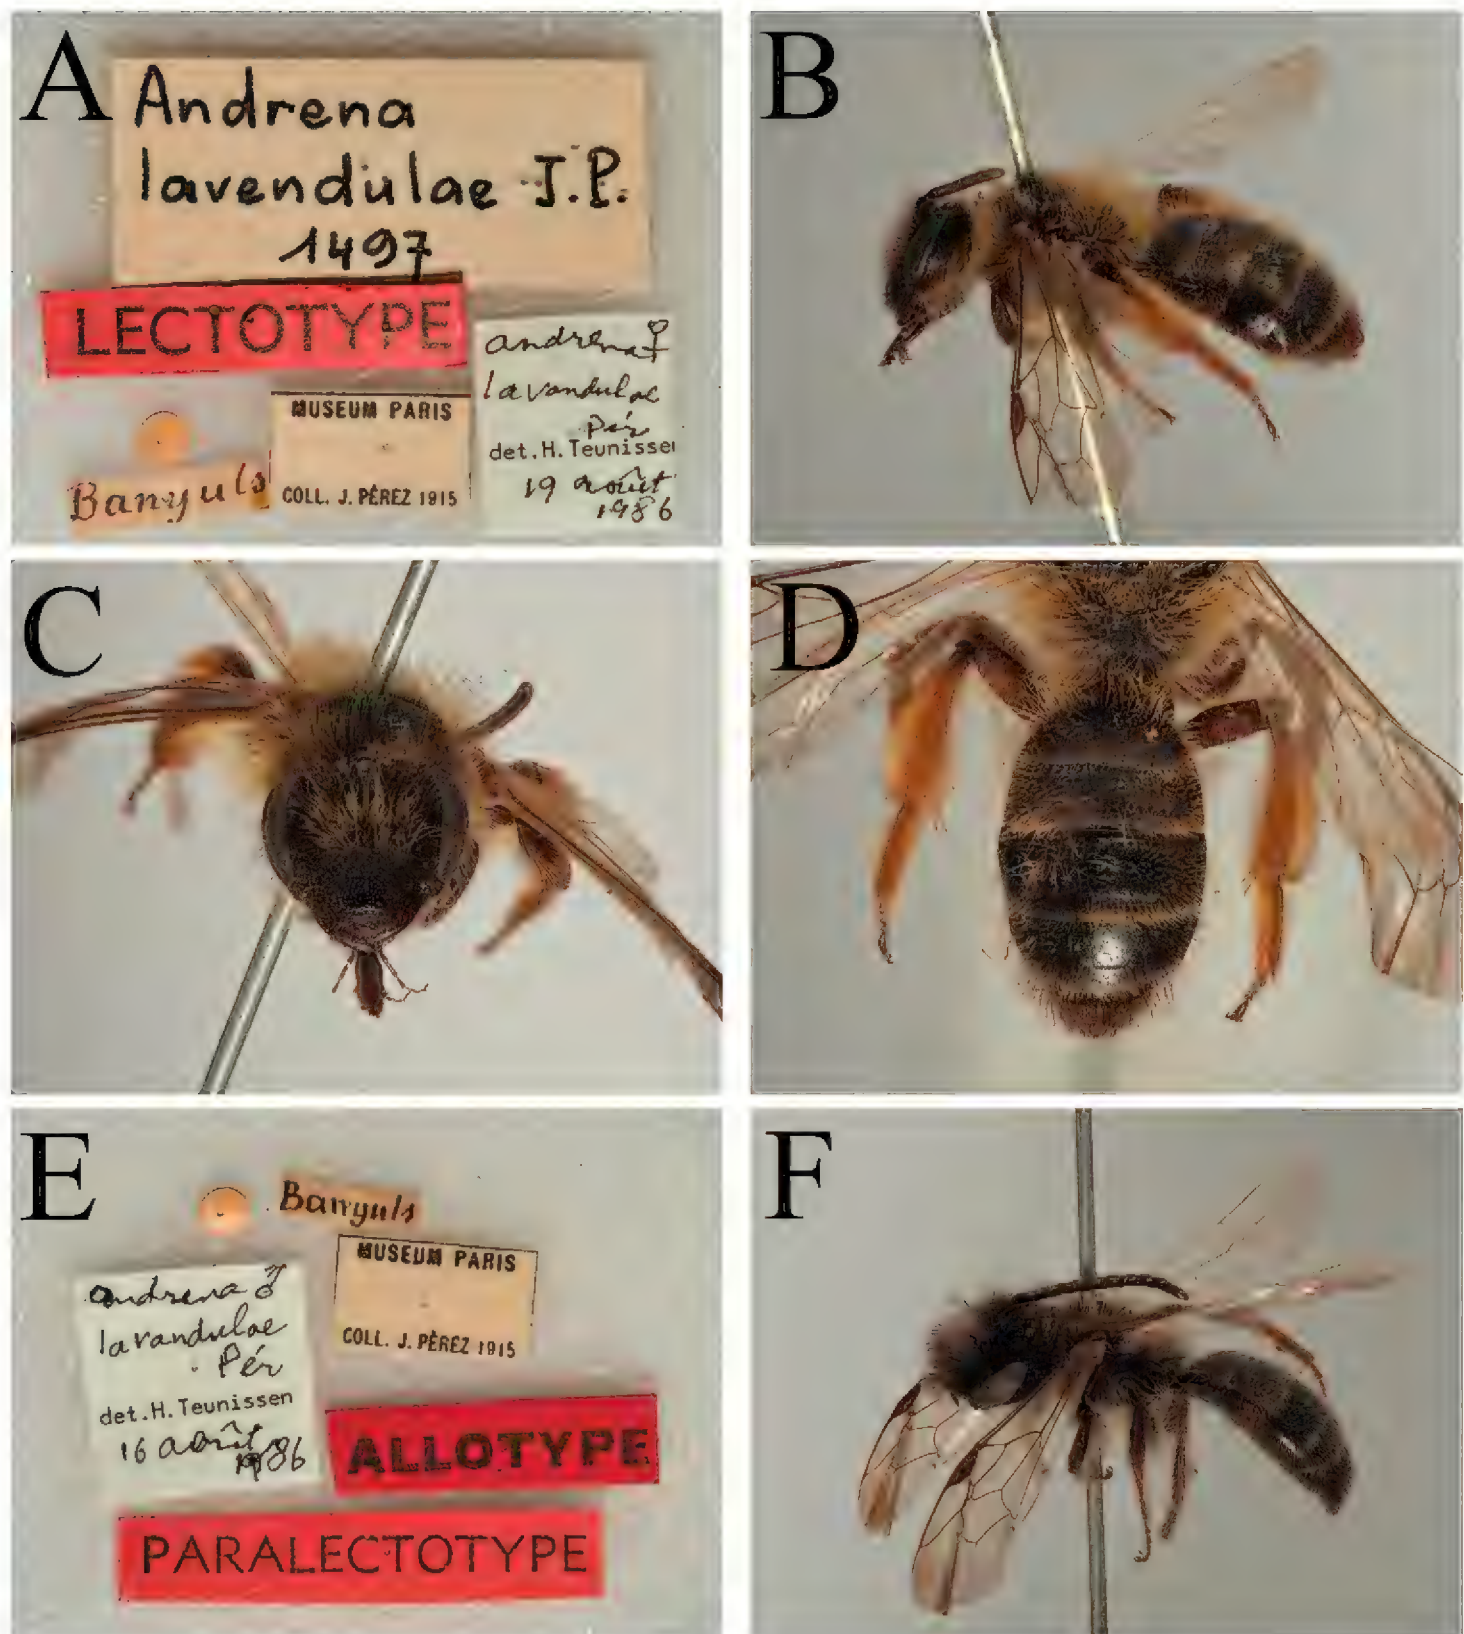 A
Andrena
lavendulae J.P.
1497
LECTOTYPE
andrena ♀
lavandulae
Pér
det.H.Teunisse
19 août
1986
MUSEUM PARIS
COLL. J. PÉREZ 1915
Banyuls
B
C
D
E
Banyuls
MUSEUM PARIS
COLL. J. PÉREZ 1915
andrena ♂
lavandulae
Pér
det.H.Teunissen
16 août
1986
ALLOTYPE
PARALECTOTYPE
F